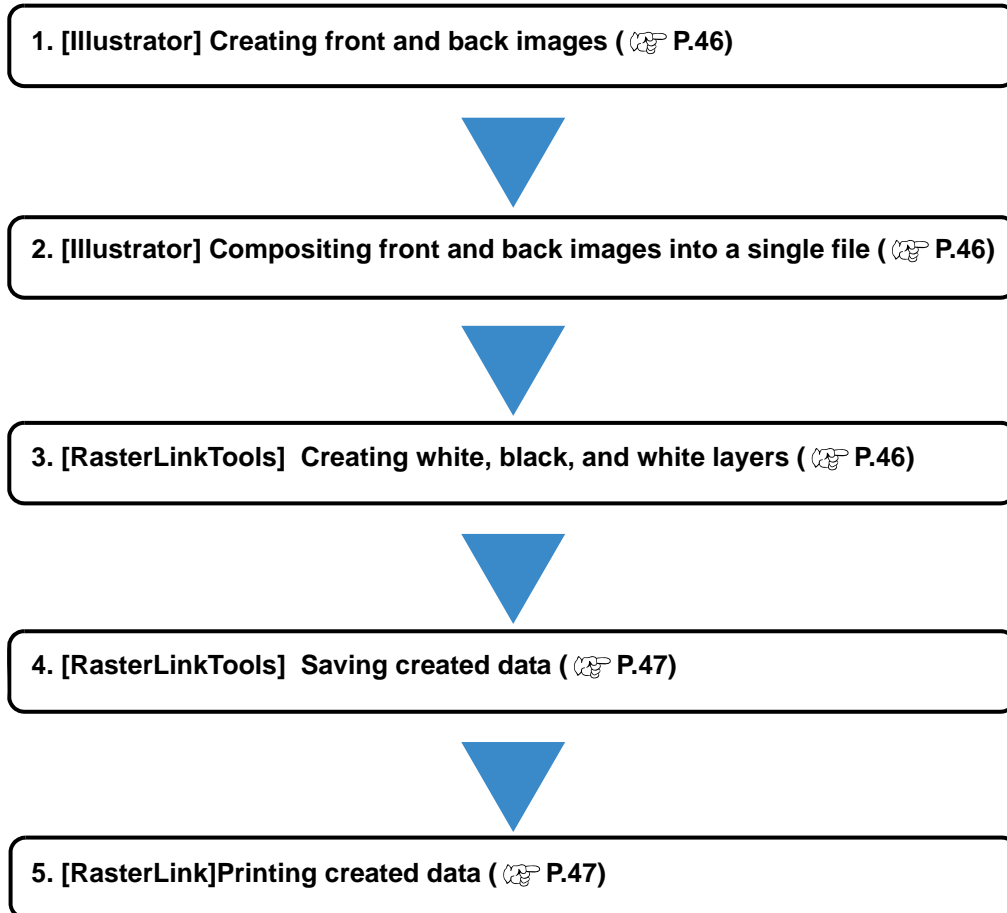 1. [Illustrator] Creating front and back images ( P.46)
2. [Illustrator] Compositing front and back images into a single file ( P.46)
3. [RasterLinkTools]  Creating white, black, and white layers ( P.46)
4. [RasterLinkTools]  Saving created data ( P.47)
5. [RasterLink]Printing created data ( P.47)